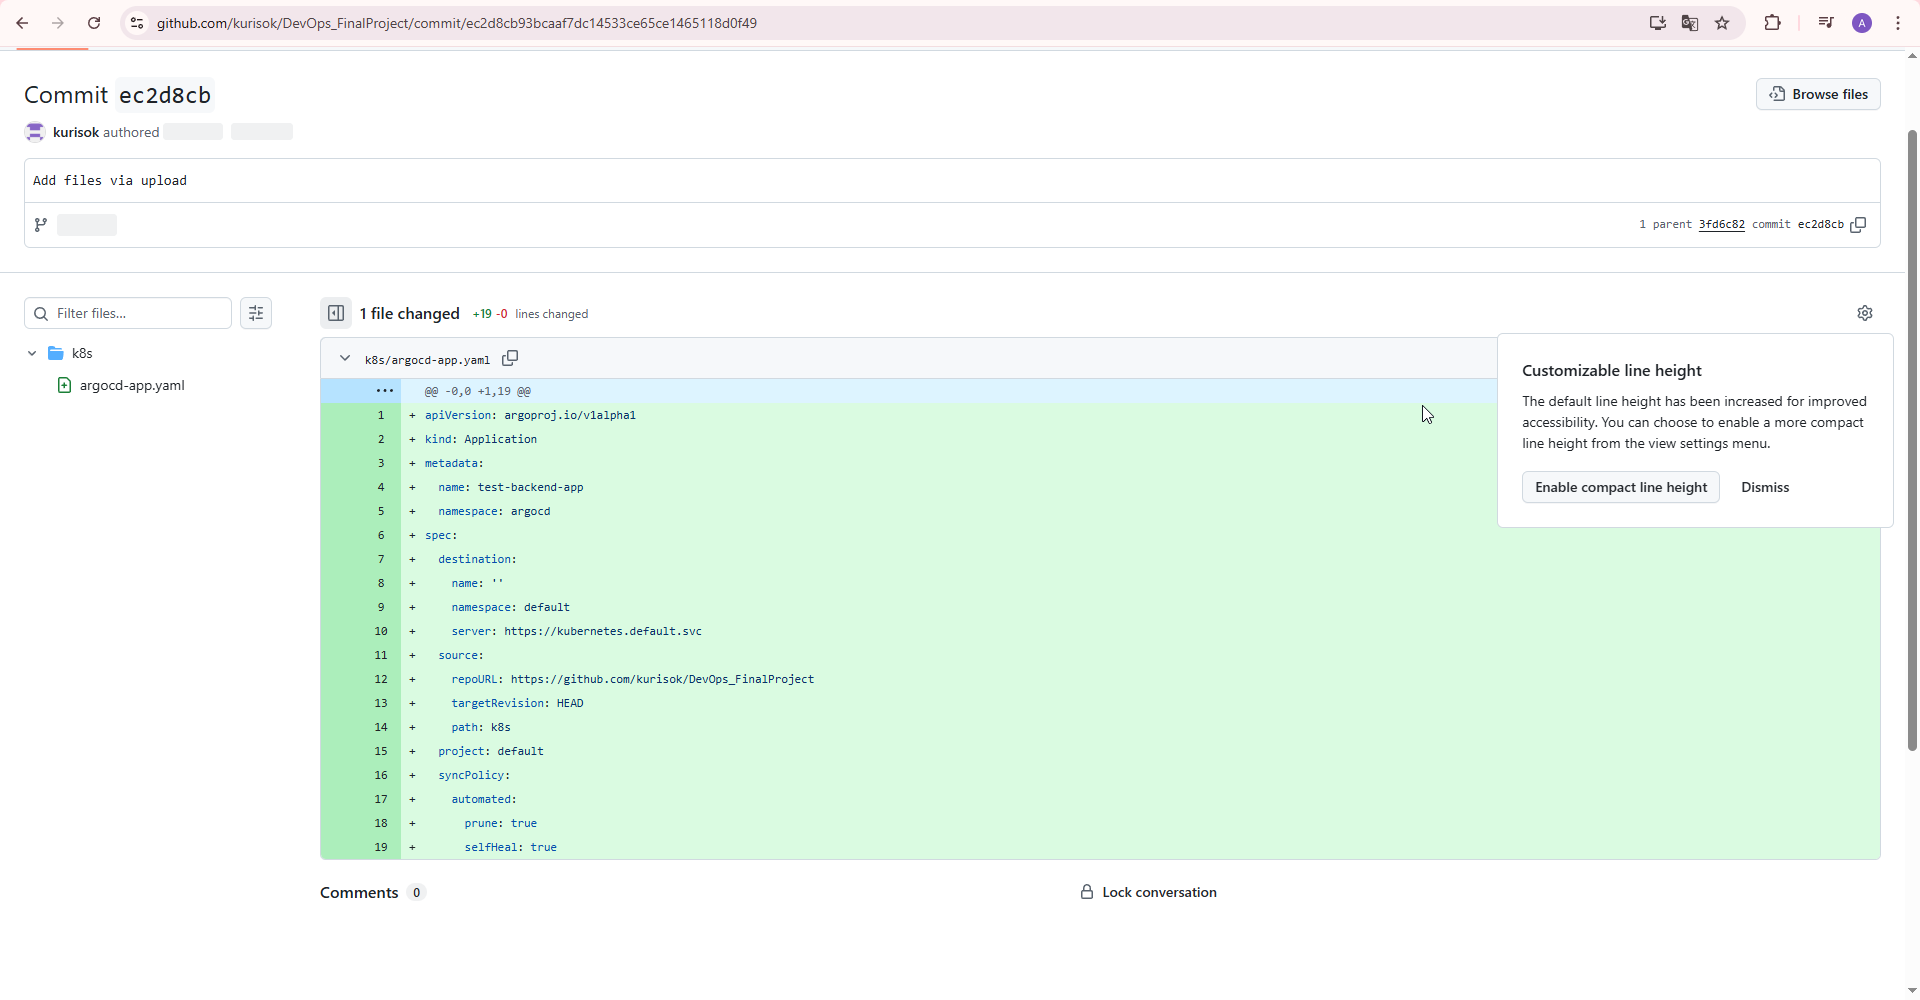 github.com/kurisok/DevOps_FinalProject/commit/ec2d8cb93bcaaf7dc14533ce65ce1465118d0f49
A
Commit ec2d8cb
Browse files
kurisok authored
Add files via upload
1 parent 3fd6c82 commit ec2d8cb
Filter files...
1 file changed +19 -0 lines changed
k8s
argocd-app.yaml
k8s/argocd-app.yaml
@@ -0,0 +1,19 @@
1 + apiVersion: argoproj.io/v1alpha1
2 + kind: Application
3 + metadata:
4 + name: test-backend-app
5 + namespace: argocd
6 + spec:
7 + destination:
8 + name: ''
9 + namespace: default
10 + server: https://kubernetes.default.svc
11 + source:
12 + repoURL: https://github.com/kurisok/DevOps_FinalProject
13 + targetRevision: HEAD
14 + path: k8s
15 + project: default
16 + syncPolicy:
17 + automated:
18 + prune: true
19 + selfHeal: true
Customizable line height
The default line height has been increased for improved
accessibility. You can choose to enable a more compact
line height from the view settings menu.
Enable compact line height Dismiss
Comments 0
Lock conversation